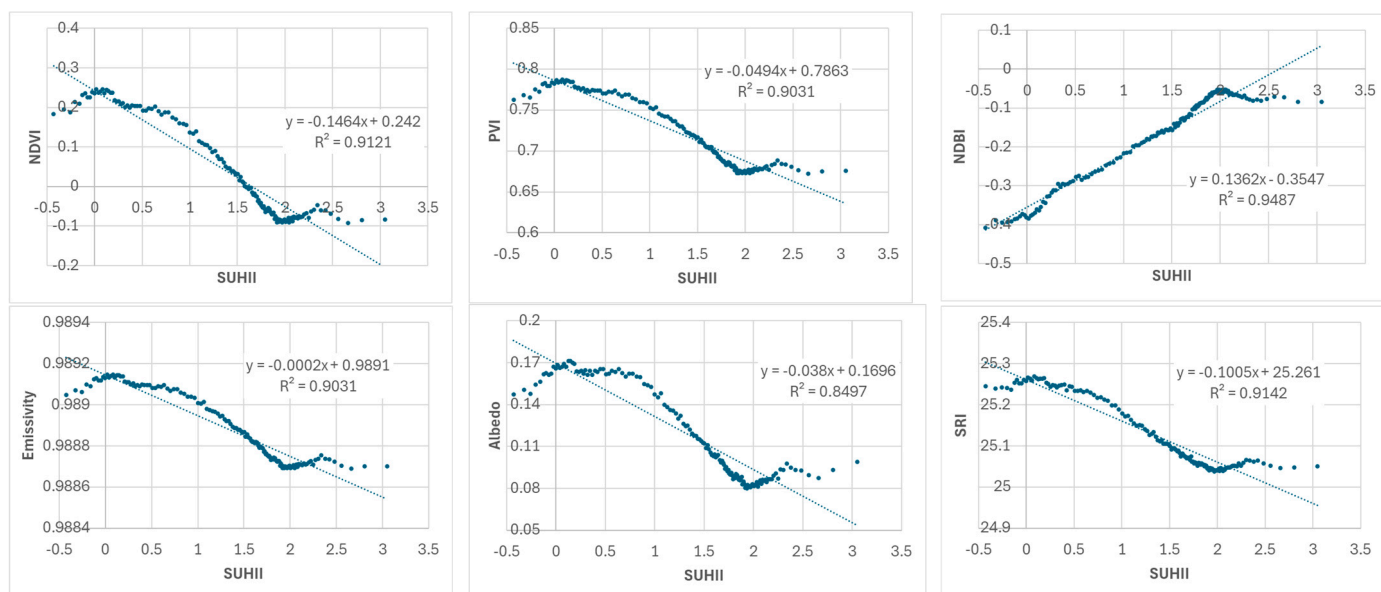 0.4
0.3
0.2
0.1
0
-0.1
-0.2
-0.5 0 0.5 1 1.5 2 2.5 3 3.5
NDVI
SUHII
y = -0.1464x + 0.242
R² = 0.9121
0.85
0.8
0.75
0.7
0.65
0.6
-0.5 0 0.5 1 1.5 2 2.5 3 3.5
PVI
SUHII
y = -0.0494x + 0.7863
R² = 0.9031
0.1
0
-0.1
-0.2
-0.3
-0.4
-0.5
-0.5 0 0.5 1 1.5 2 2.5 3 3.5
NDBI
SUHII
y = 0.1362x - 0.3547
R² = 0.9487
0.9894
0.9892
0.989
0.9888
0.9886
0.9884
-0.5 0 0.5 1 1.5 2 2.5 3 3.5
Emissivity
SUHII
y = -0.0002x + 0.9891
R² = 0.9031
0.2
0.17
0.14
0.11
0.08
0.05
-0.5 0 0.5 1 1.5 2 2.5 3 3.5
Albedo
SUHII
y = -0.038x + 0.1696
R² = 0.8497
25.4
25.3
25.2
25.1
25
24.9
-0.5 0 0.5 1 1.5 2 2.5 3 3.5
SRI
SUHII
y = -0.1005x + 25.261
R² = 0.9142